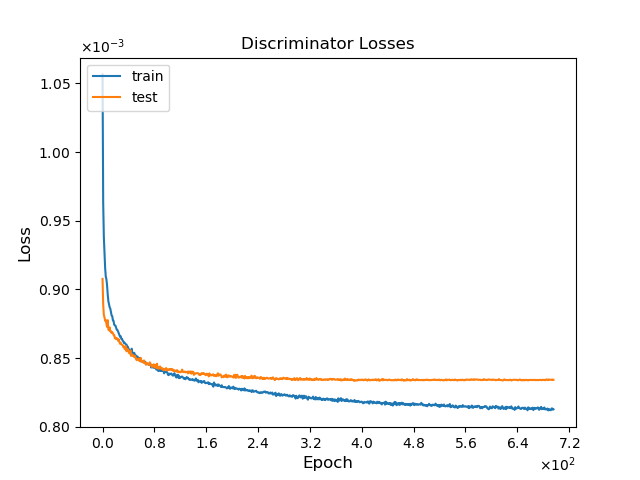 Discriminator Losses
×10⁻³
train
test
1.05
1.00
0.95
0.90
0.85
0.80
Loss
0.0 0.8 1.6 2.4 3.2 4.0 4.8 5.6 6.4 7.2
Epoch
×10²